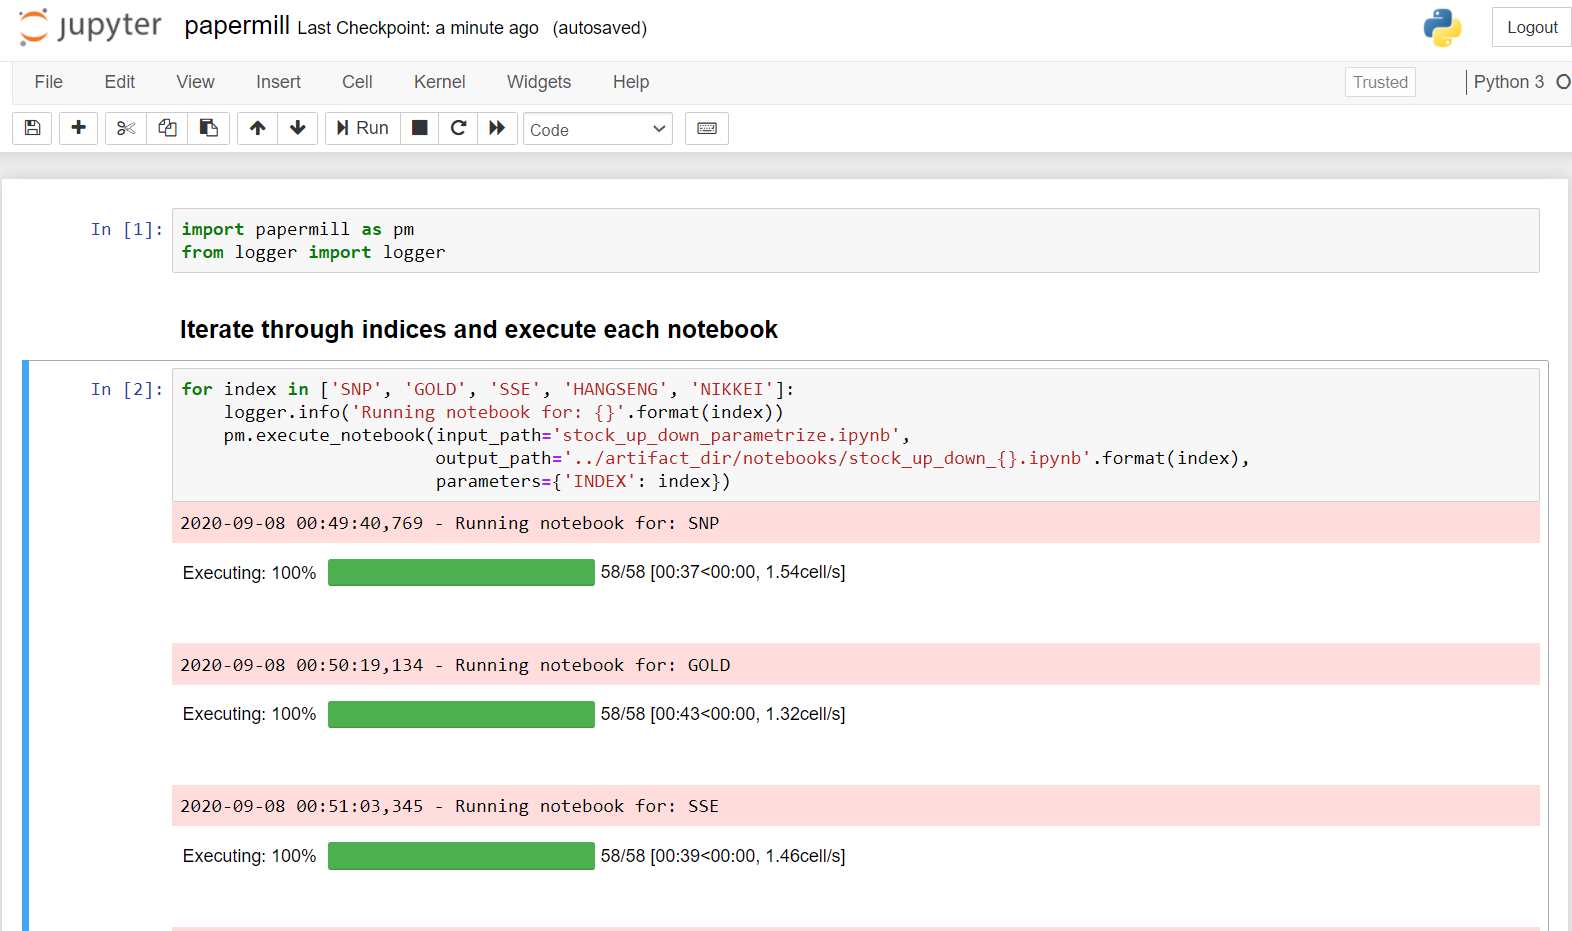 jupyter papermill Last Checkpoint: a minute ago (autosaved) Logout
File Edit View Insert Cell Kernel Widgets Help Trusted Python 3
Run Code
In [1]: import papermill as pm
from logger import logger
Iterate through indices and execute each notebook
In [2]: for index in ['SNP', 'GOLD', 'SSE', 'HANGSENG', 'NIKKEI']:
    logger.info('Running notebook for: {}'.format(index))
    pm.execute_notebook(input_path='stock_up_down_parametrize.ipynb',
                        output_path='../artifact_dir/notebooks/stock_up_down_{}.ipynb'.format(index),
                        parameters={'INDEX': index})
2020-09-08 00:49:40,769 - Running notebook for: SNP
Executing: 100% 58/58 [00:37<00:00, 1.54cell/s]
2020-09-08 00:50:19,134 - Running notebook for: GOLD
Executing: 100% 58/58 [00:43<00:00, 1.32cell/s]
2020-09-08 00:51:03,345 - Running notebook for: SSE
Executing: 100% 58/58 [00:39<00:00, 1.46cell/s]